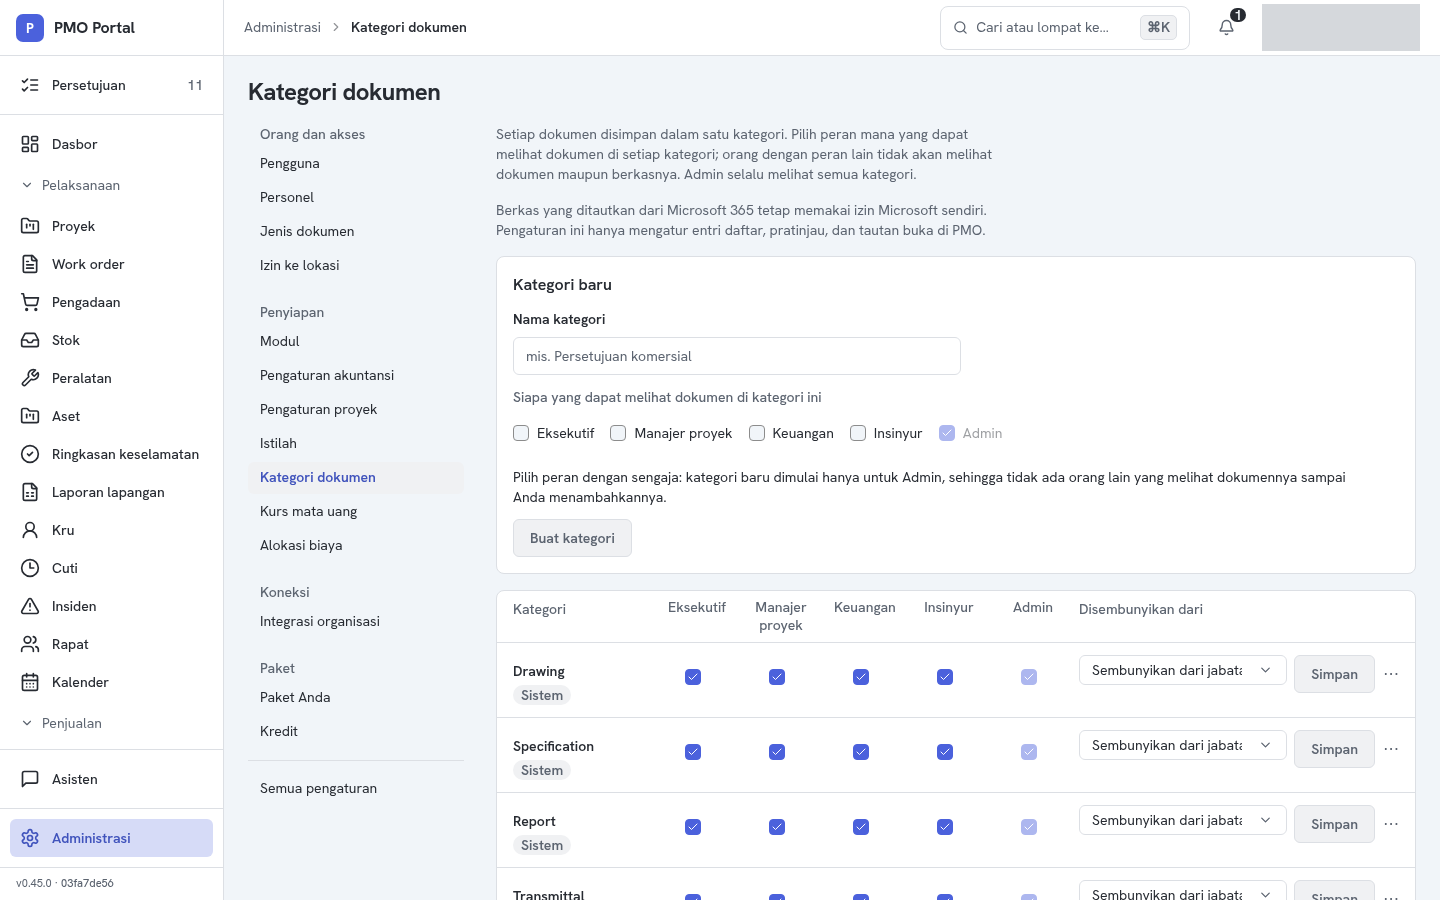 P PMO Portal
Administrasi > Kategori dokumen
Cari atau lompat ke... ⌘K
1
Persetujuan 11
Dasbor
Pelaksanaan
Proyek
Work order
Pengadaan
Stok
Peralatan
Aset
Ringkasan keselamatan
Laporan lapangan
Kru
Cuti
Insiden
Rapat
Kalender
Penjualan
Asisten
Administrasi
v0.45.0 · 03fa7de56
Kategori dokumen
Orang dan akses
Pengguna
Personel
Jenis dokumen
Izin ke lokasi
Penyiapan
Modul
Pengaturan akuntansi
Pengaturan proyek
Istilah
Kategori dokumen
Kurs mata uang
Alokasi biaya
Koneksi
Integrasi organisasi
Paket
Paket Anda
Kredit
Semua pengaturan
Setiap dokumen disimpan dalam satu kategori. Pilih peran mana yang dapat
melihat dokumen di setiap kategori; orang dengan peran lain tidak akan melihat
dokumen maupun berkasnya. Admin selalu melihat semua kategori.
Berkas yang ditautkan dari Microsoft 365 tetap memakai izin Microsoft sendiri.
Pengaturan ini hanya mengatur entri daftar, pratinjau, dan tautan buka di PMO.
Kategori baru
Nama kategori
mis. Persetujuan komersial
Siapa yang dapat melihat dokumen di kategori ini
Eksekutif Manajer proyek Keuangan Insinyur Admin
Pilih peran dengan sengaja: kategori baru dimulai hanya untuk Admin, sehingga tidak ada orang lain yang melihat dokumennya sampai
Anda menambahkannya.
Buat kategori
Kategori Eksekutif Manajer proyek Keuangan Insinyur Admin Disembunyikan dari
Drawing
Sistem
Sembunyikan dari jabata Simpan ...
Specification
Sistem
Sembunyikan dari jabata Simpan ...
Report
Sistem
Sembunyikan dari jabata Simpan ...
Transmittal
Sembunyikan dari jabata Simpan ...